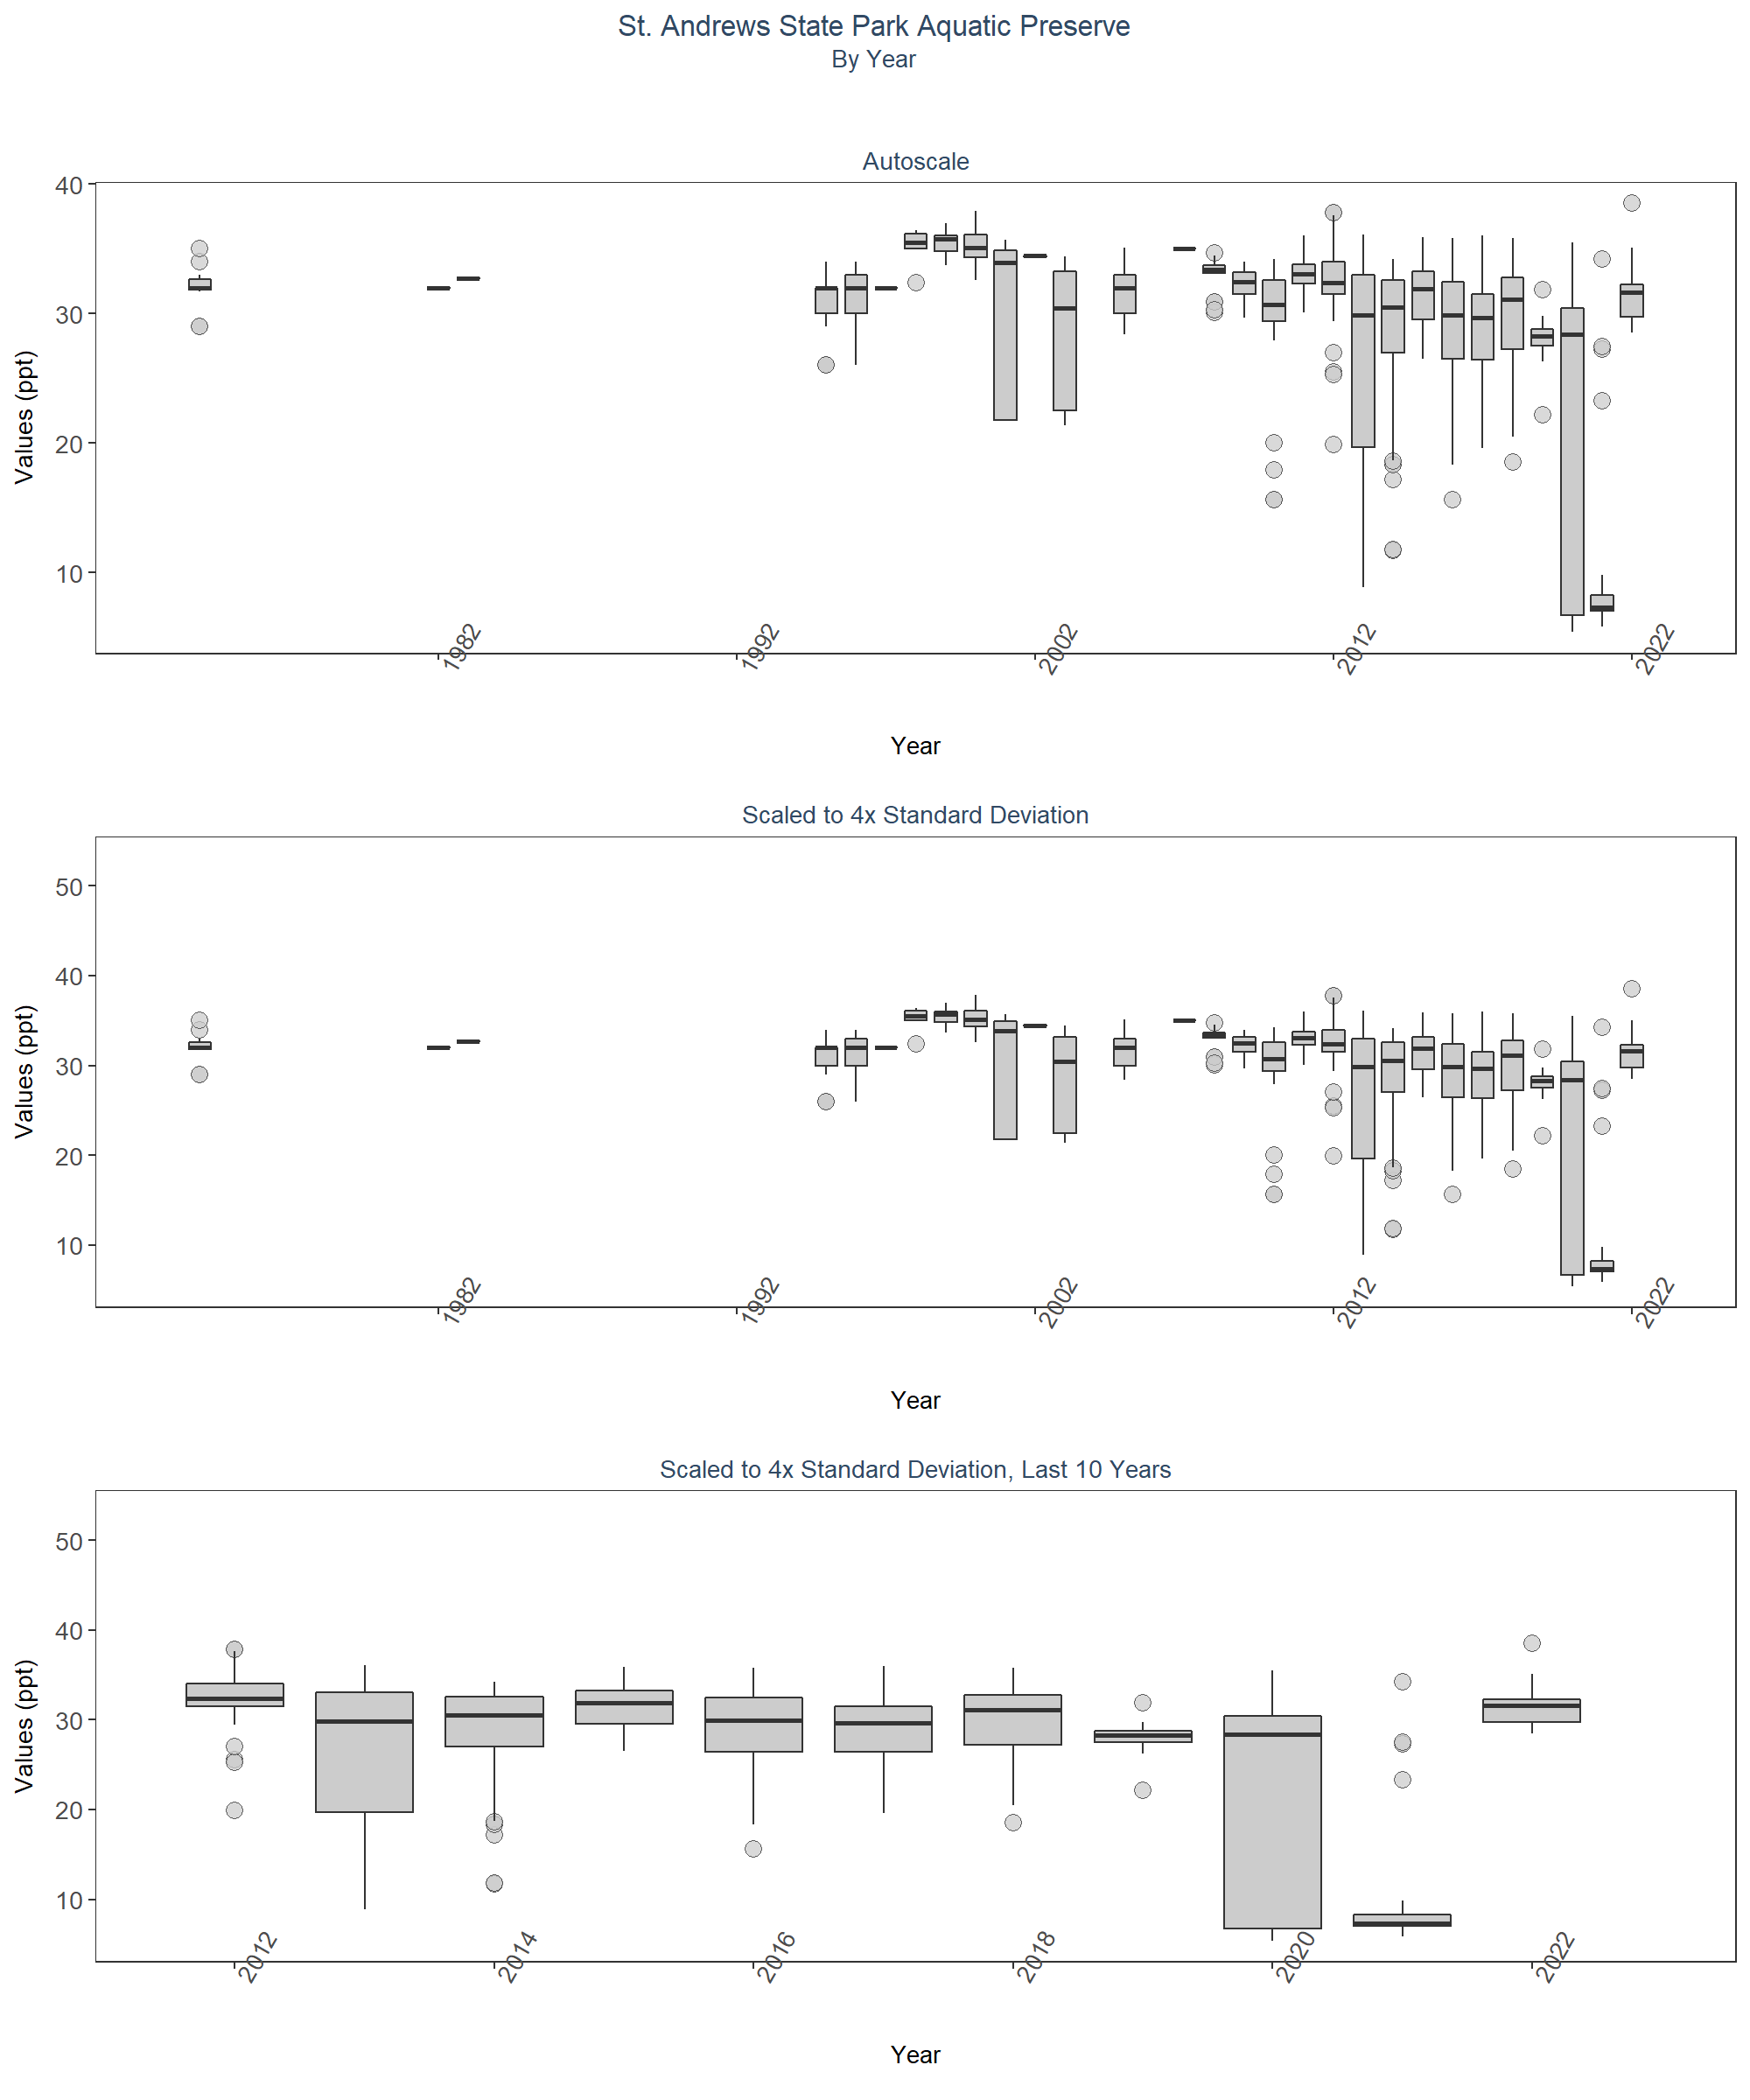 St. Andrews State Park Aquatic Preserve
By Year
Autoscale
40
30
20
10
Values (ppt)
1982
1992
2002
2012
2022
Year
Scaled to 4x Standard Deviation
50
40
30
20
10
Values (ppt)
1982
1992
2002
2012
2022
Year
Scaled to 4x Standard Deviation, Last 10 Years
50
40
30
20
10
Values (ppt)
2012
2014
2016
2018
2020
2022
Year